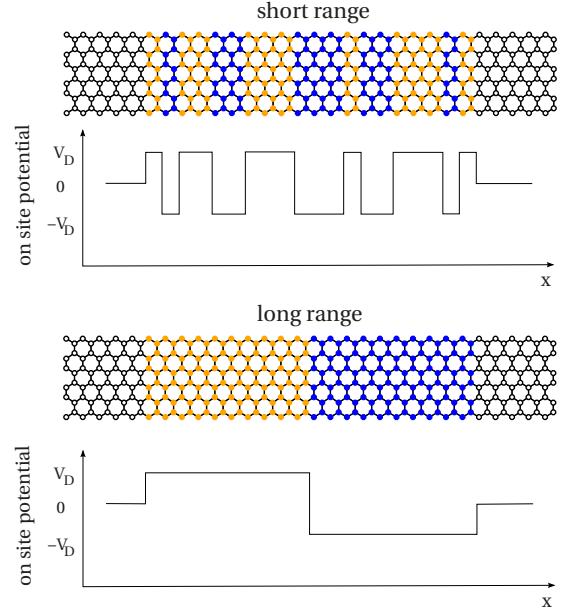 short range
on site potential
V_D
0
−V_D
x
long range
on site potential
V_D
0
−V_D
x